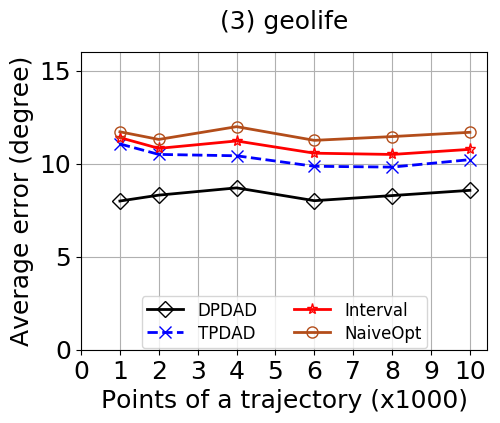 (3) geolife
Average error (degree)
15
10
5
0
DPDAD
TPDAD
Interval
NaiveOpt
0 1 2 3 4 5 6 7 8 9 10
Points of a trajectory (x1000)